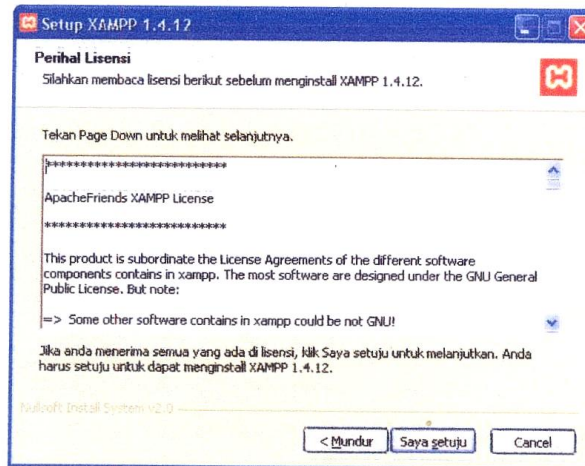 Setup XAMPP 1.4.12
Perihal Lisensi
Silahkan membaca lisensi berikut sebelum menginstall XAMPP 1.4.12.
Tekan Page Down untuk melihat selanjutnya.
****************************
ApacheFriends XAMPP License
****************************
This product is subordinate the License Agreements of the different software
components contains in xampp. The most software are designed under the GNU General
Public License. But note:
=> Some other software contains in xampp could be not GNU!
Jika anda menerima semua yang ada di lisensi, klik Saya setuju untuk melanjutkan. Anda
harus setuju untuk dapat menginstall XAMPP 1.4.12.
Nullsoft Install System v2.0
< Mundur Saya setuju Cancel